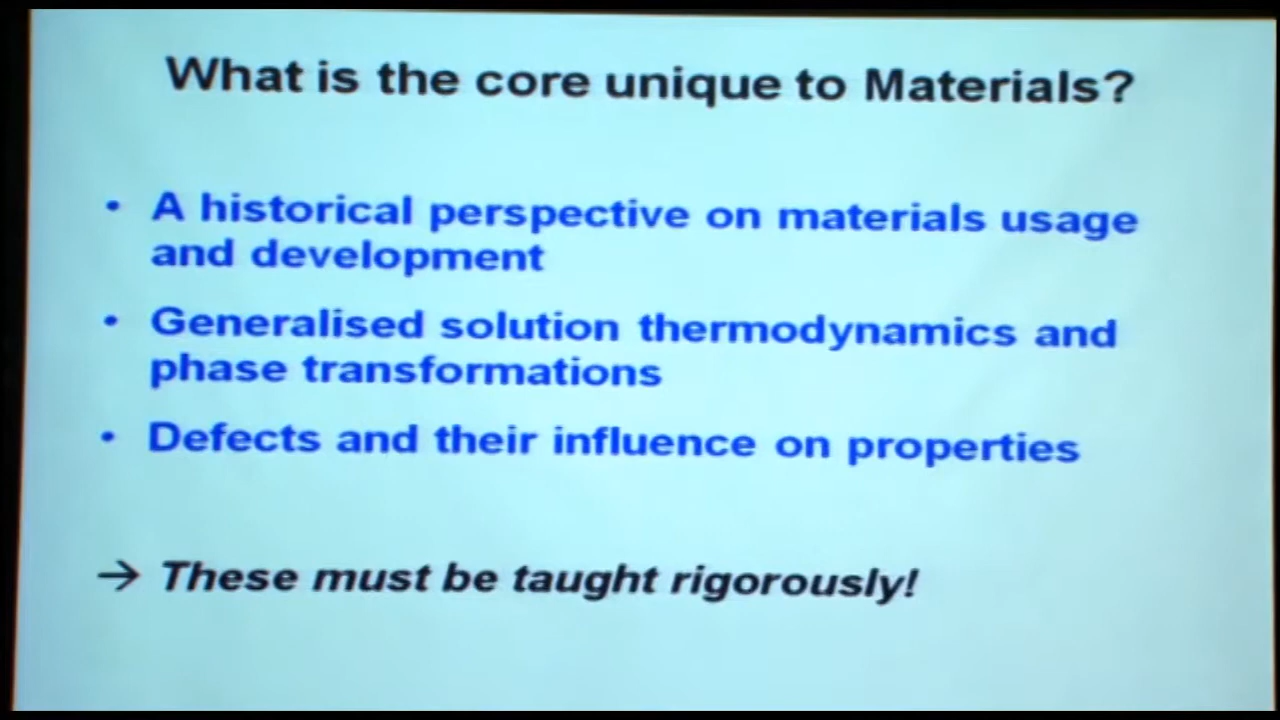 What is the core unique to Materials?
• A historical perspective on materials usage
and development
• Generalised solution thermodynamics and
phase transformations
• Defects and their influence on properties
→ These must be taught rigorously!